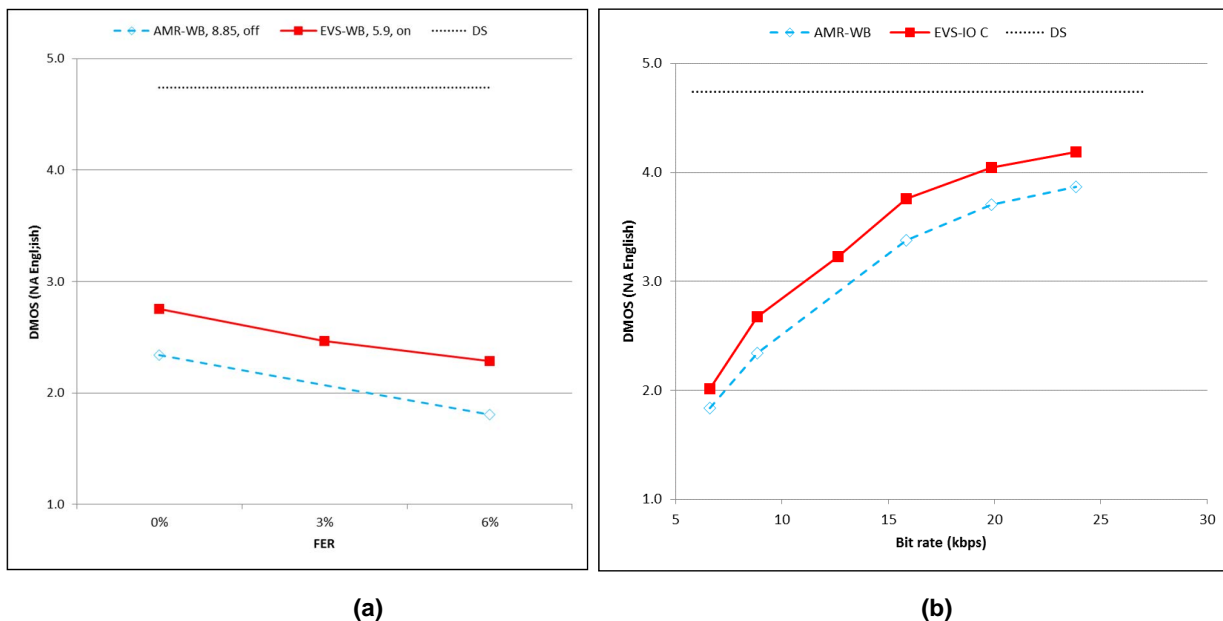 AMR-WB, 8.85, off EVS-WB, 5.9, on DS
5.0
4.0
3.0
2.0
1.0
DMOS (NA Engl;ish)
0% 3% 6%
FER
(a)
AMR-WB EVS-IO C DS
5.0
4.0
3.0
2.0
1.0
DMOS (NA English)
5 10 15 20 25 30
Bit rate (kbps)
(b)